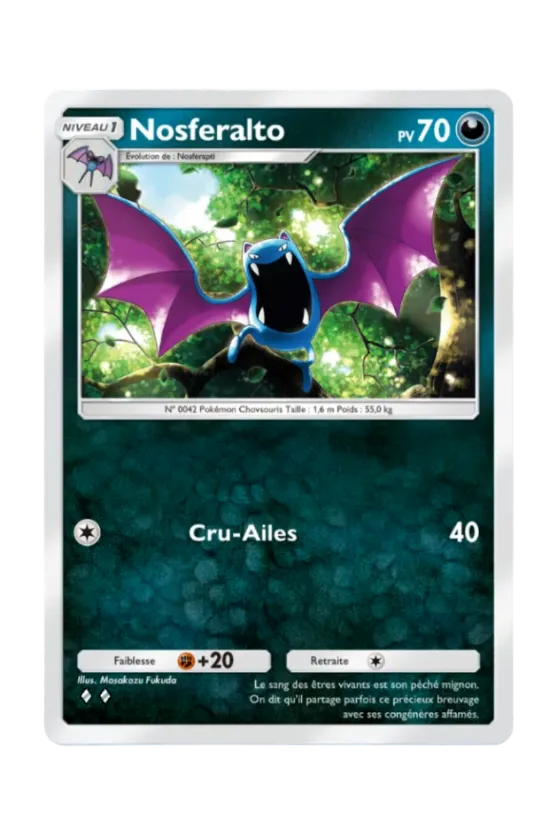 NIVEAU 1
Nosferalto
PV 70
Évolution de : Nosferapti
N° 0042 Pokémon Chovsouris Taille : 1,6 m Poids : 55,0 kg
Cru-Ailes 40
Faiblesse +20 Retraite
Illus. Masakazu Fukuda
Le sang des êtres vivants est son péché mignon.
On dit qu'il partage parfois ce précieux breuvage
avec ses congénères affamés.